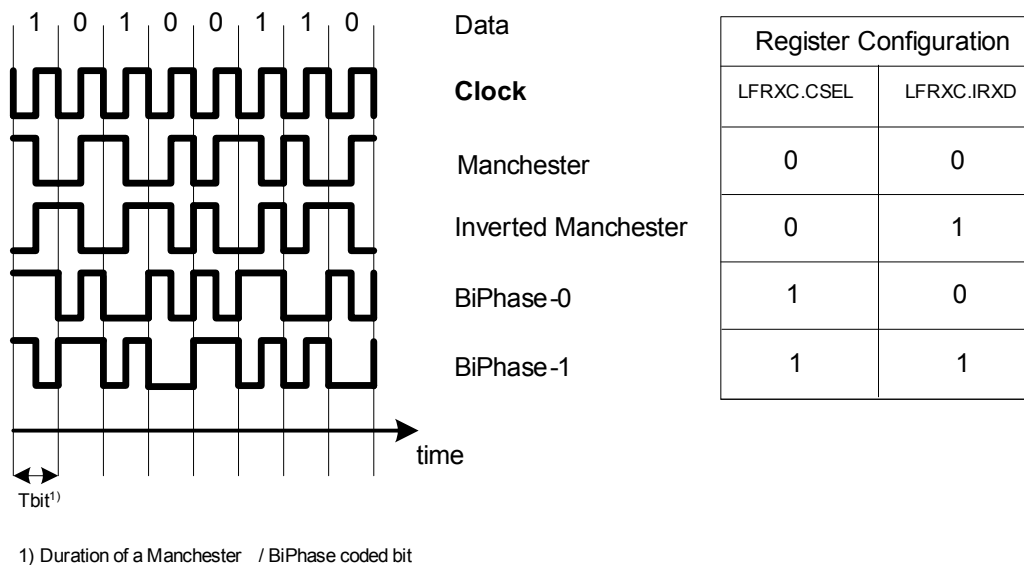 1 0 1 0 0 1 1 0
Data
Clock
Manchester
Inverted Manchester
BiPhase-0
BiPhase-1
time
Tbit1)
1) Duration of a Manchester / BiPhase coded bit
Register Configuration
LFRXC.CSEL LFRXC.IRXD
0 0
0 1
1 0
1 1